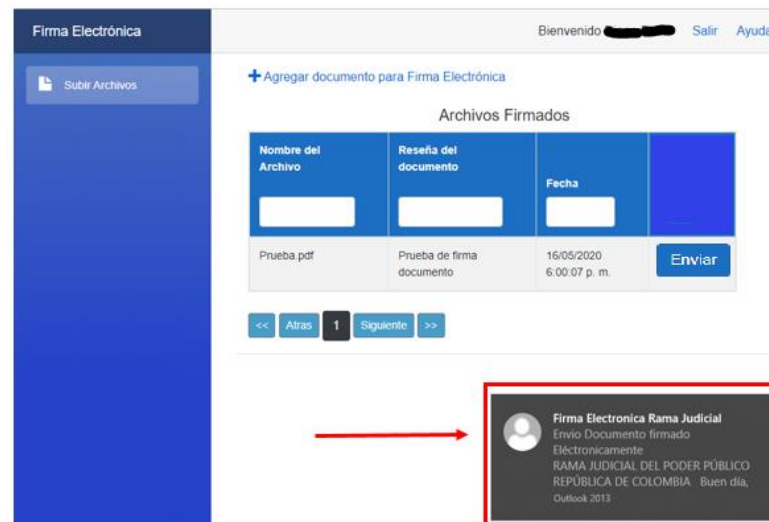 Firma Electrónica
Bienvenido
Salir
Ayuda
Subir Archivos
Agregar documento para Firma Electrónica
Archivos Firmados
Nombre del
Archivo
Reseña del
documento
Fecha
Prueba.pdf
Prueba de firma
documento
16/05/2020
6:00:07 p. m.
Enviar
<<
Atras
1
Siguiente
>>
Firma Electronica Rama Judicial
Envio Documento firmado
Eléctronicamente
RAMA JUDICIAL DEL PODER PÚBLICO
REPÚBLICA DE COLOMBIA Buen día,
Outlook 2013